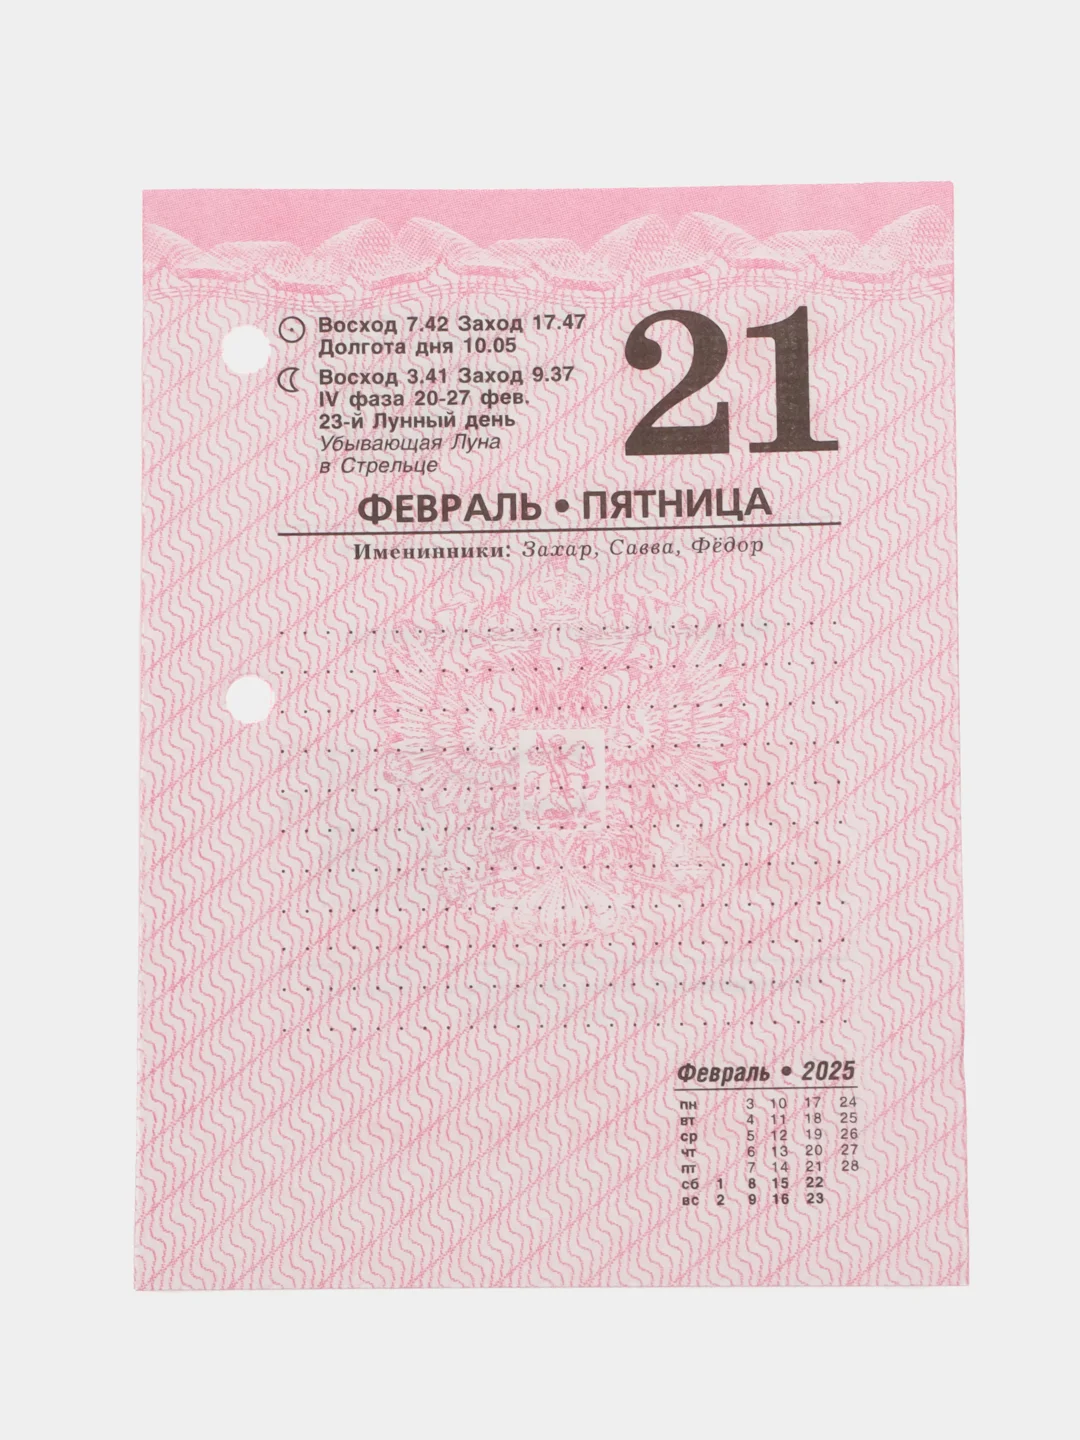 Восход 7.42 Заход 17.47
Долгота дня 10.05
Восход 3.41 Заход 9.37
IV фаза 20-27 фев.
23-й Лунный день
Убывающая Луна
в Стрельце
21
ФЕВРАЛЬ • ПЯТНИЦА
Именинники: Захар, Савва, Фёдор
Февраль • 2025
пн 3 10 17 24
вт 4 11 18 25
ср 5 12 19 26
чт 6 13 20 27
пт 7 14 21 28
сб 1 8 15 22
вс 2 9 16 23